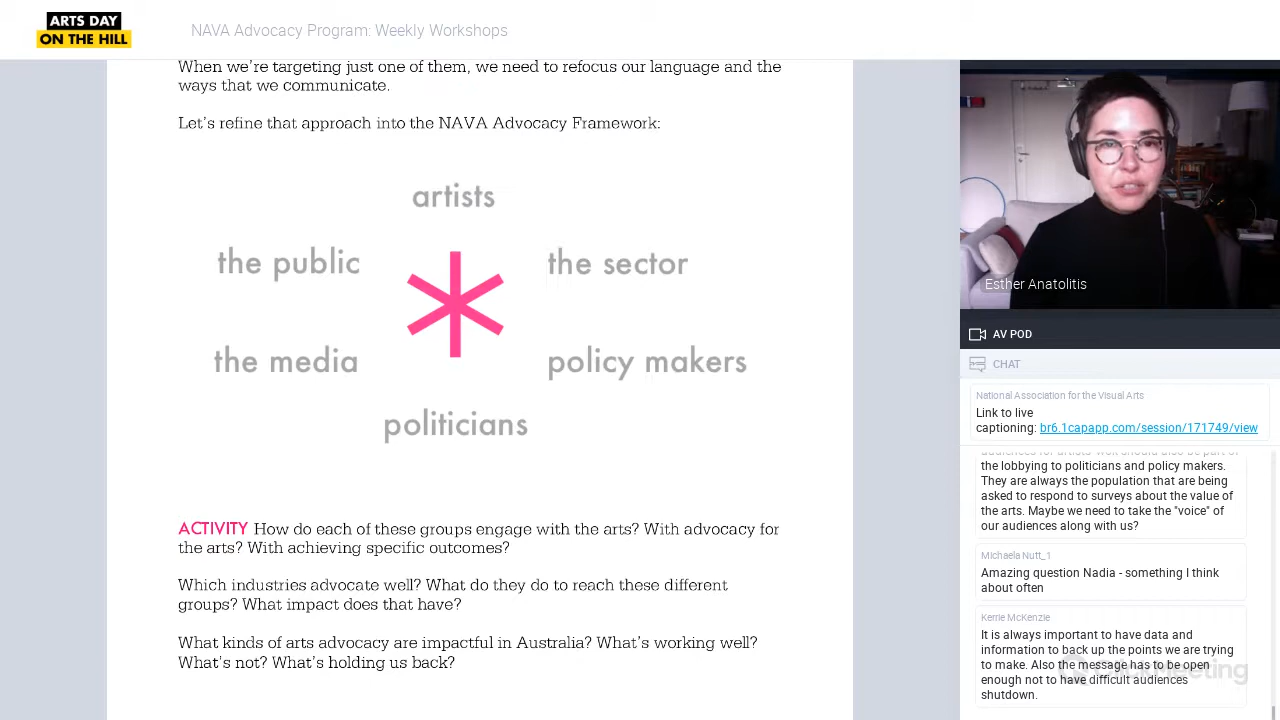 ARTS DAY
ON THE HILL
NAVA Advocacy Program: Weekly Workshops
When we're targeting just one of them, we need to refocus our language and the
ways that we communicate.
Let's refine that approach into the NAVA Advocacy Framework:
artists
the public
the sector
the media
policy makers
politicians
ACTIVITY How do each of these groups engage with the arts? With advocacy for
the arts? With achieving specific outcomes?
Which industries advocate well? What do they do to reach these different
groups? What impact does that have?
What kinds of arts advocacy are impactful in Australia? What's working well?
What's not? What's holding us back?
Esther Anatolitis
AV POD
CHAT
National Association for the Visual Arts
Link to live
captioning: br6.1capapp.com/session/171749/view
audiences for artists' work should also be part of
the lobbying to politicians and policy makers.
They are always the population that are being
asked to respond to surveys about the value of
the arts. Maybe we need to take the "voice" of
our audiences along with us?
Michaela Nutt_1
Amazing question Nadia - something I think
about often
Kerrie McKenzie
It is always important to have data and
information to back up the points we are trying
to make. Also the message has to be open
enough not to have difficult audiences
shutdown.
ClickMeeting